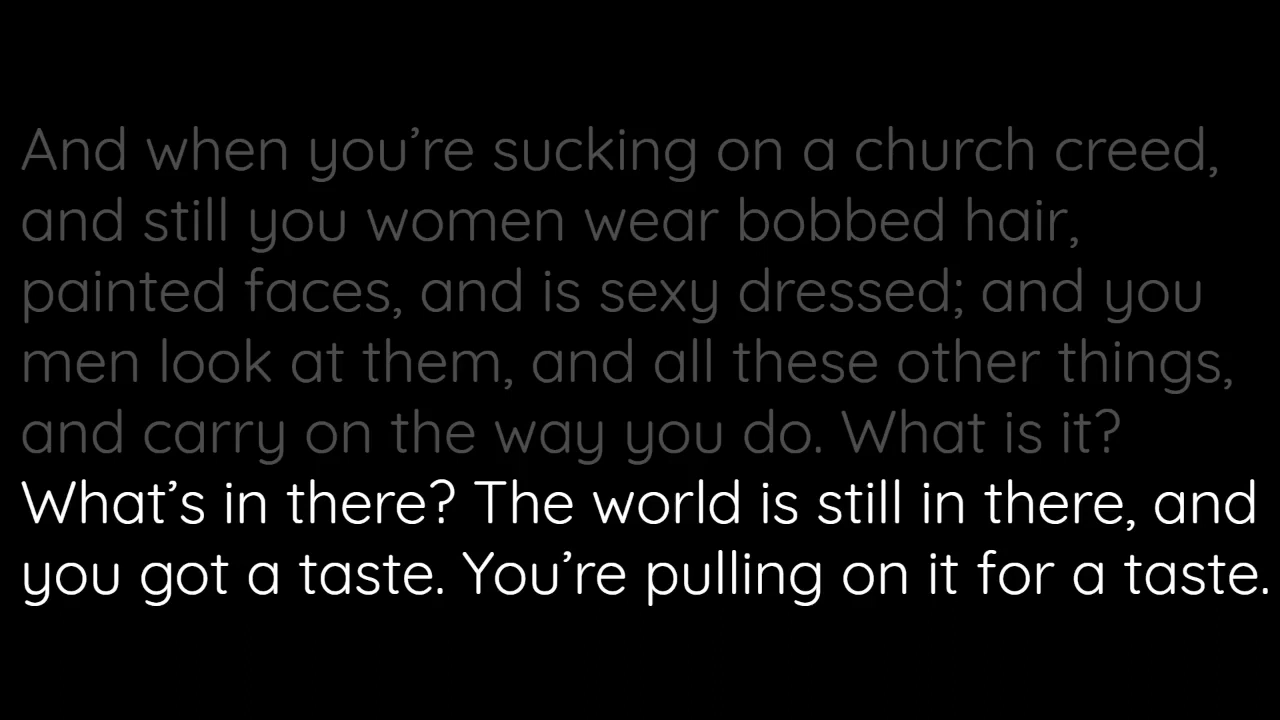 And when you’re sucking on a church creed,
and still you women wear bobbed hair,
painted faces, and is sexy dressed; and you
men look at them, and all these other things,
and carry on the way you do. What is it?
What’s in there? The world is still in there, and
you got a taste. You’re pulling on it for a taste.